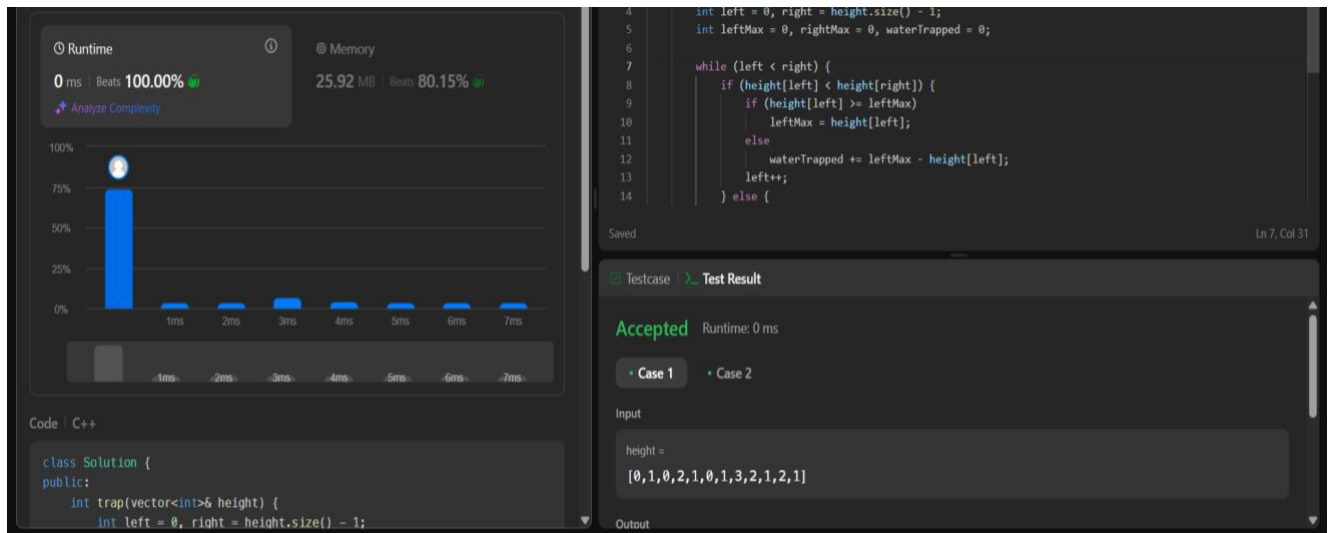 Runtime
0 ms | Beats 100.00%
Analyze Complexity
Memory
25.92 MB | Beats 80.15%
100%
75%
50%
25%
0%
1ms 2ms 3ms 4ms 5ms 6ms 7ms
1ms 2ms 3ms 4ms 5ms 6ms 7ms
Code | C++
class Solution {
public:
    int trap(vector<int>& height) {
        int left = 0, right = height.size() - 1;
4 int left = 0, right = height.size() - 1;
5 int leftMax = 0, rightMax = 0, waterTrapped = 0;
6
7 while (left < right) {
8 if (height[left] < height[right]) {
9 if (height[left] >= leftMax)
10 leftMax = height[left];
11 else
12 waterTrapped += leftMax - height[left];
13 left++;
14 } else {
Saved
Ln 7, Col 31
Testcase | >_ Test Result
Accepted Runtime: 0 ms
• Case 1 • Case 2
Input
height =
[0,1,0,2,1,0,1,3,2,1,2,1]
Output